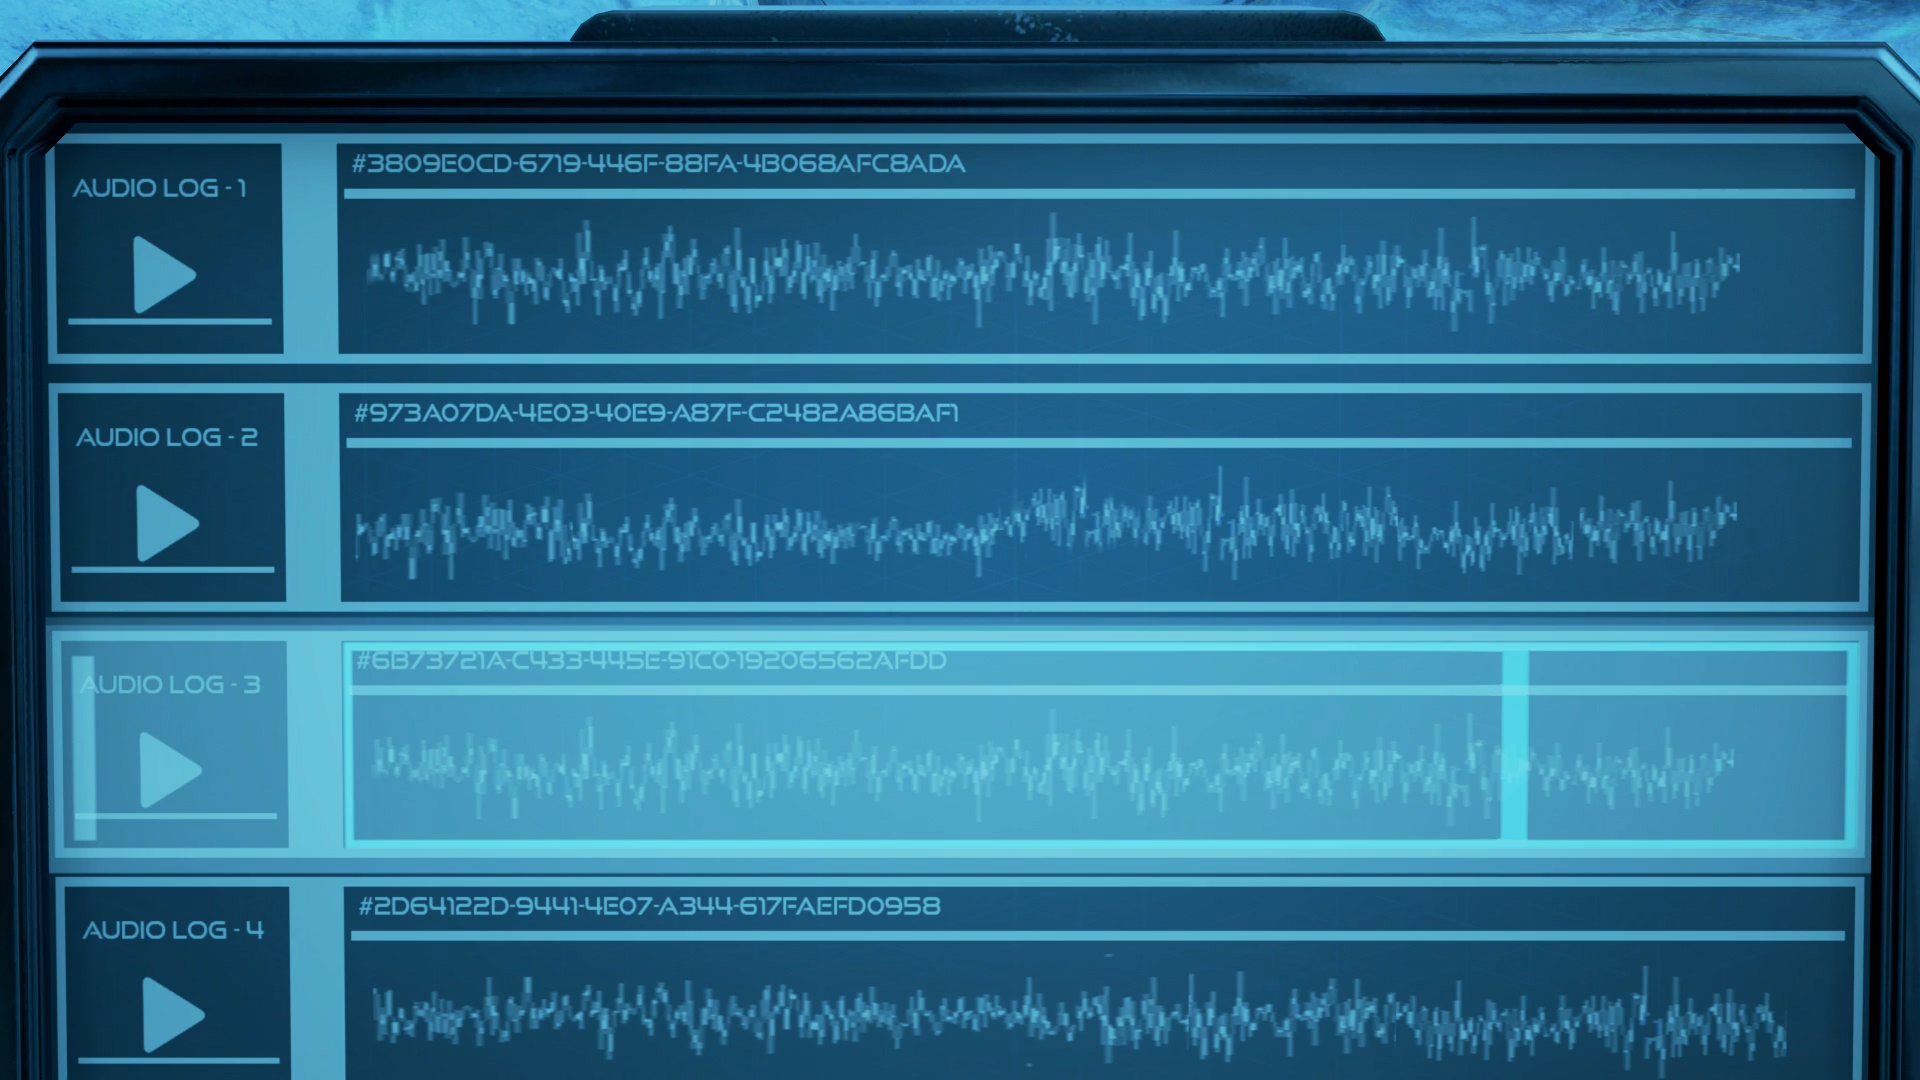 AUDIO LOG - 1
#3809E0CD-6719-446F-88FA-4B068AFC8ADA
AUDIO LOG - 2
#973A07DA-4E03-40E9-A87F-C2482A86BAF1
AUDIO LOG - 3
#6B73721A-C433-445E-91C0-19206562AFDD
AUDIO LOG - 4
#2D64122D-9441-4E07-A344-617FAEFD0958